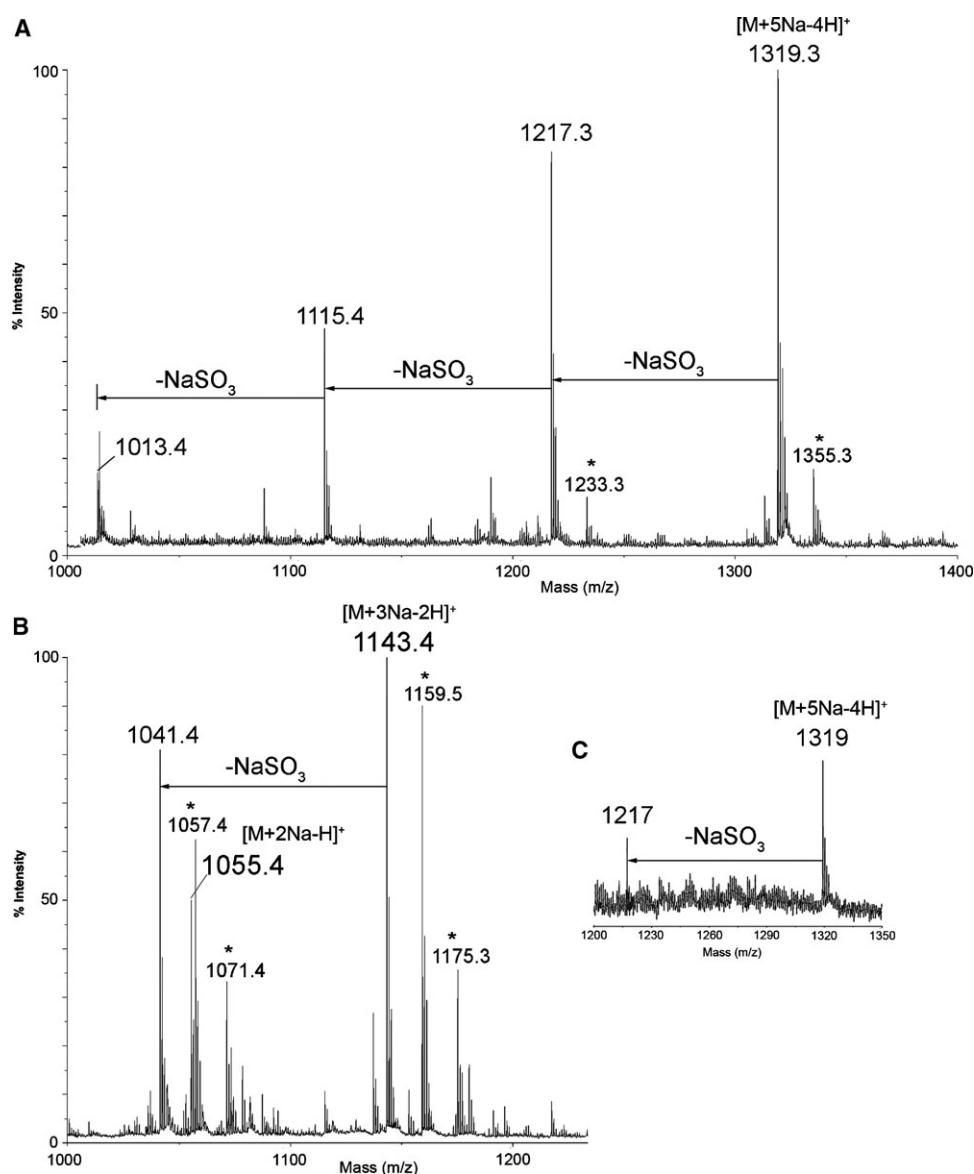 A
[M+5Na-4H]⁺
1319.3
100
1217.3
% Intensity
50
1115.4
-NaSO₃
-NaSO₃
-NaSO₃
1013.4
*
1233.3
*
1355.3
0
1000
1100
1200
1300
1400
Mass (m/z)
B
[M+3Na-2H]⁺
1143.4
100
*
1159.5
1041.4
-NaSO₃
*
1057.4
[M+2Na-H]⁺
1055.4
% Intensity
50
*
1071.4
*
1175.3
0
1000
1100
1200
Mass (m/z)
C
[M+5Na-4H]⁺
1319
1217
-NaSO₃
1200
1230
1260
1290
1320
1350
Mass (m/z)